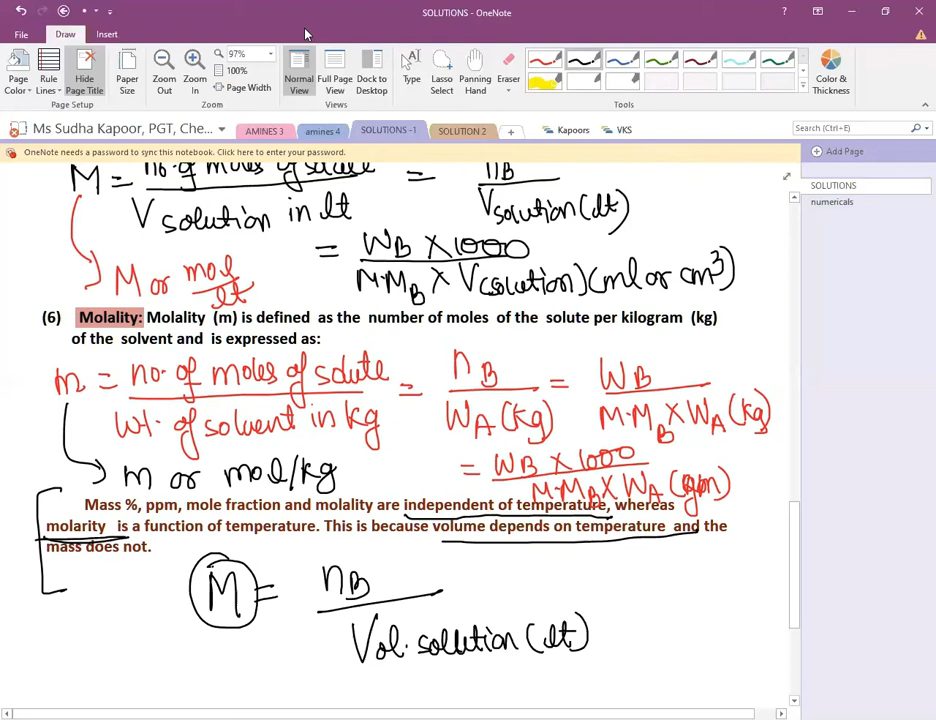 SOLUTIONS - OneNote
File Draw Insert
97%
100%
Page Width
Page Color Rule Lines Hide Page Title Paper Size Zoom Out Zoom In Normal View Full Page View Dock to Desktop Type Lasso Select Panning Hand Eraser Color & Thickness
Page Setup Zoom Views Tools
Ms Sudha Kapoor, PGT, Che... AMINES 3 amines 4 SOLUTIONS -1 SOLUTION 2 + Kapoors VKS Search (Ctrl+E)
OneNote needs a password to sync this notebook. Click here to enter your password.
Add Page
SOLUTIONS
numericals
M = no. of moles of solute / V solution in lt = nB / Vsolution (lt)
= WB X 1000 / M.MB X V(solution) (ml or cm³)
M or mol/lt
(6) Molality: Molality (m) is defined as the number of moles of the solute per kilogram (kg)
of the solvent and is expressed as:
m = no. of moles of solute / wt. of solvent in kg = nB / WA (kg) = WB / M.MB X WA (kg)
= WB X 1000 / M.MB X WA (gm)
m or mol/kg
Mass %, ppm, mole fraction and molality are independent of temperature, whereas
molarity is a function of temperature. This is because volume depends on temperature and the
mass does not.
M = nB / Vol. solution (lt)